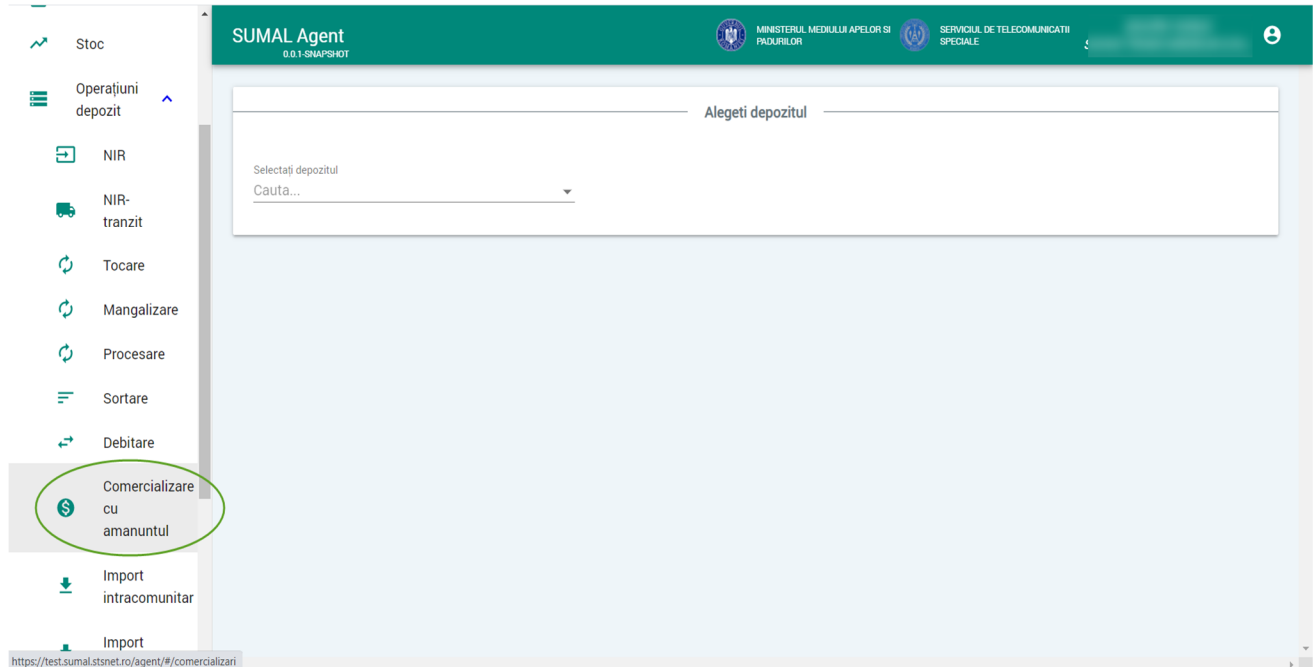 SUMAL Agent
0.0.1-SNAPSHOT
MINISTERUL MEDIULUI APELOR SI
PADURILOR
SERVICIUL DE TELECOMUNICATII
SPECIALE
Stoc
Operațiuni
depozit
NIR
NIR-
tranzit
Tocare
Mangalizare
Procesare
Sortare
Debitare
Comercializare
cu
amanuntul
Import
intracomunitar
Import
Alegeti depozitul
Selectați depozitul
Cauta...
https://test.sumal.stsnet.ro/agent/#/comercializari